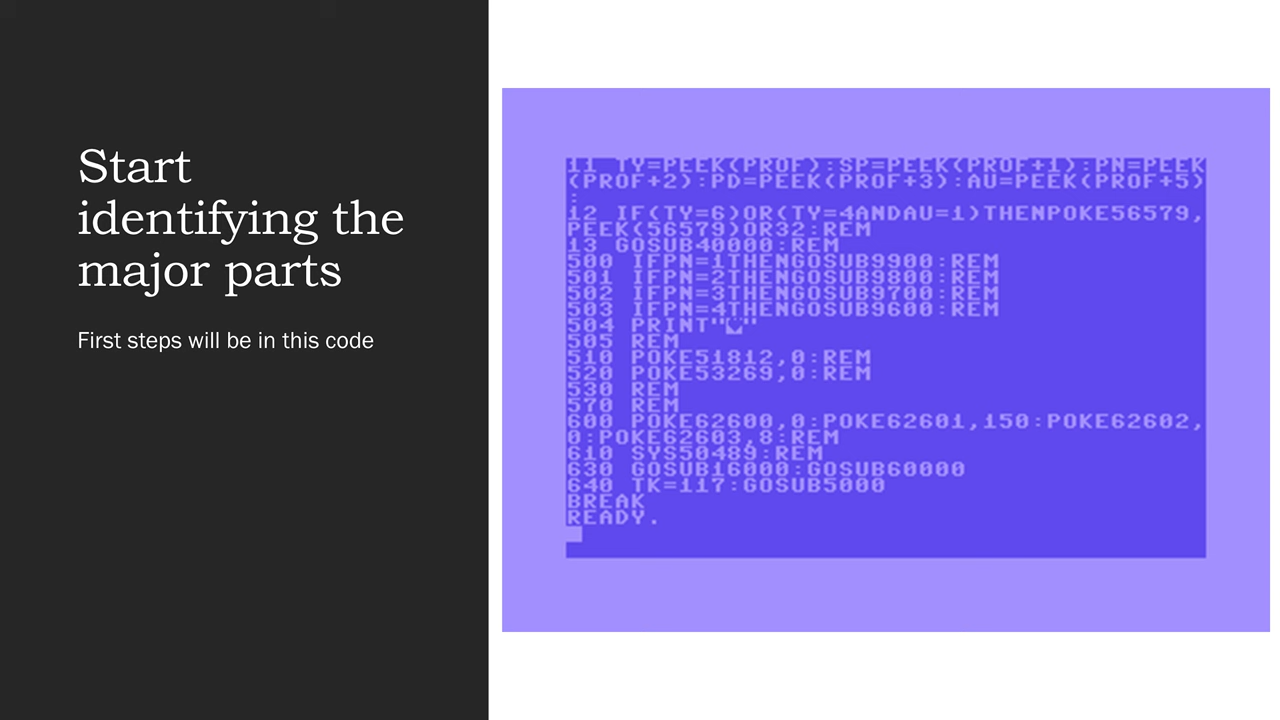 Start
identifying the
major parts
First steps will be in this code
11 TY=PEEK(PROF):SP=PEEK(PROF+1):PN=PEEK
(PROF+2):PD=PEEK(PROF+3):AU=PEEK(PROF+5)
:
12 IF(TY=6)OR(TY=4ANDAU=1)THENPOKE56579,
PEEK(56579)OR32:REM
13 GOSUB40000:REM
500 IFPN=1THENGOSUB9900:REM
501 IFPN=2THENGOSUB9800:REM
502 IFPN=3THENGOSUB9700:REM
503 IFPN=4THENGOSUB9600:REM
504 PRINT"♥"
505 REM
510 POKE51812,0:REM
520 POKE53269,0:REM
530 REM
570 REM
600 POKE62600,0:POKE62601,150:POKE62602,
0:POKE62603,8:REM
610 SYS50489:REM
630 GOSUB16000:GOSUB60000
640 TK=117:GOSUB5000
BREAK
READY.